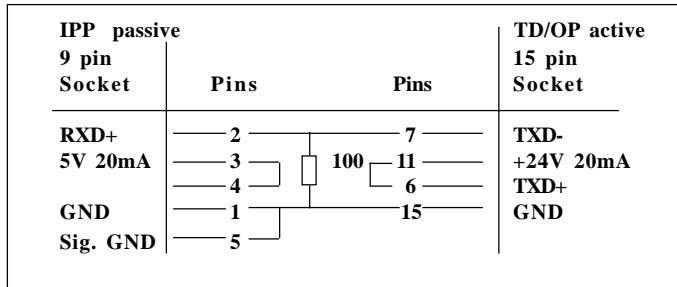 IPP passive TD/OP active
9 pin 15 pin
Socket Pins Pins Socket
RXD+ 2 7 TXD-
5V 20mA 3 100 11 +24V 20mA
4 6 TXD+
GND 1 15 GND
Sig. GND 5